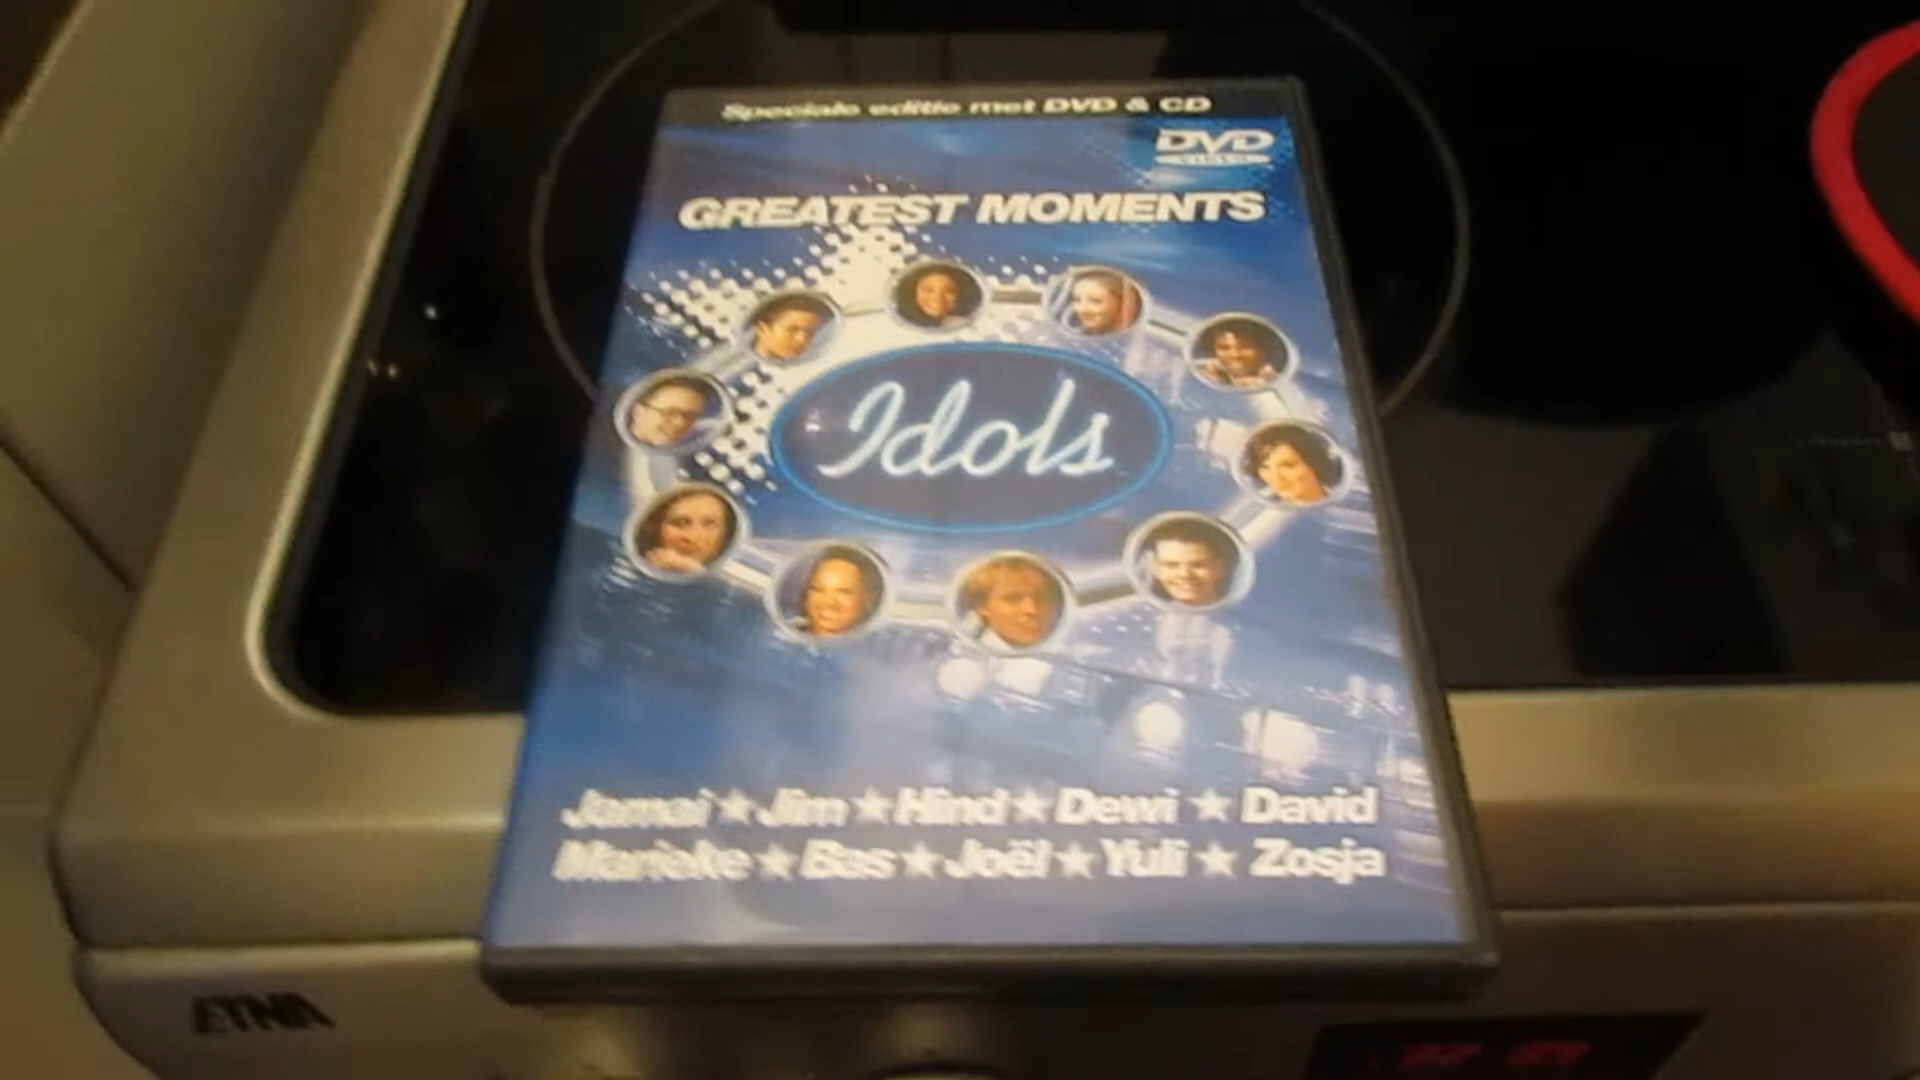 Speciale editie met DVD & CD
DVD
VIDEO
GREATEST MOMENTS
Idols
Jamai ★ Jim ★ Hind ★ Dewi ★ David
Marieke ★ Bas ★ Joël ★ Yuli ★ Zosja
ETNA